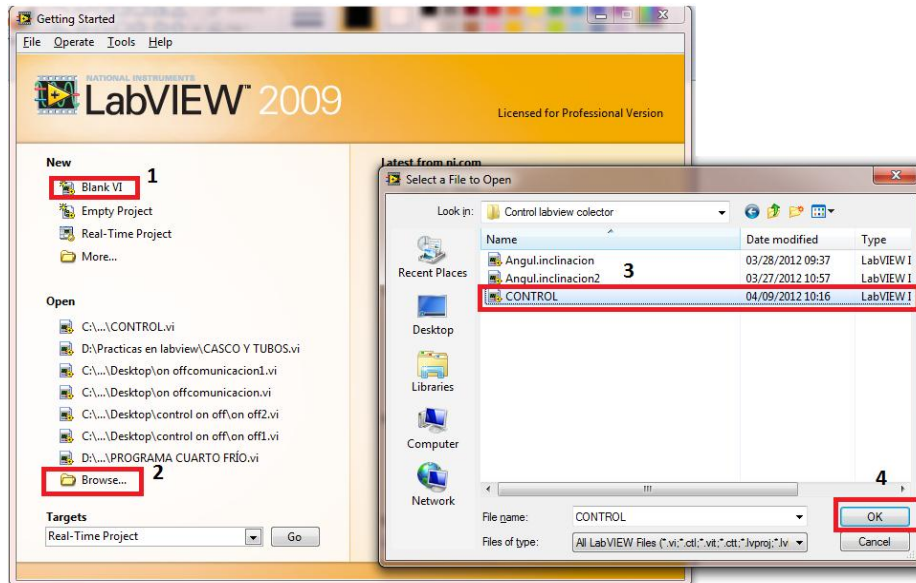 Getting Started
File Operate Tools Help
NATIONAL INSTRUMENTS
LabVIEW™ 2009
Licensed for Professional Version
New
1
Blank VI
Empty Project
Real-Time Project
More...
Open
C:\...\CONTROL.vi
D:\Practicas en labview\CASCO Y TUBOS.vi
C:\...\Desktop\on offcomunicacion1.vi
C:\...\Desktop\on offcomunicacion.vi
C:\...\Desktop\control on off\on off2.vi
C:\...\Desktop\control on off\on off1.vi
D:\...\PROGRAMA CUARTO FRÍO.vi
Browse...
2
Targets
Real-Time Project
Go
Latest from ni.com
Select a File to Open
Look in: Control labview colector
Name Date modified Type
Angul.inclinacion 03/28/2012 09:37 LabVIEW I
Angul.inclinacion2 03/27/2012 10:57 LabVIEW I
3
CONTROL 04/09/2012 10:16 LabVIEW I
Recent Places
Desktop
Libraries
Computer
Network
4
File name: CONTROL OK
Files of type: All LabVIEW Files (*.vi;*.ctl;*.vit;*.ctt;*.lvproj;*.lv Cancel